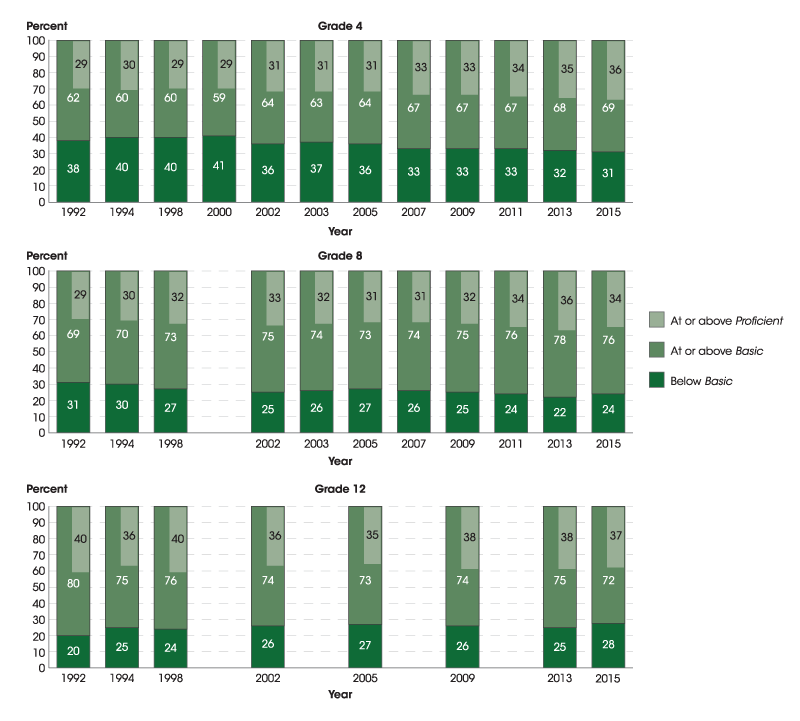 Percent Grade 4
100
90
80
70
60
50
40
30
20
10
0
29 30 29 29 31 31 31 33 33 34 35 36
62 60 60 59 64 63 64 67 67 67 68 69
38 40 40 41 36 37 36 33 33 33 32 31
1992 1994 1998 2000 2002 2003 2005 2007 2009 2011 2013 2015
Year
Percent Grade 8
100
90
80
70
60
50
40
30
20
10
0
29 30 32 33 32 31 31 32 34 36 34
69 70 73 75 74 73 74 75 76 78 76
31 30 27 25 26 27 26 25 24 22 24
1992 1994 1998 2002 2003 2005 2007 2009 2011 2013 2015
Year
At or above Proficient
At or above Basic
Below Basic
Percent Grade 12
100
90
80
70
60
50
40
30
20
10
0
40 36 40 36 35 38 38 37
80 75 76 74 73 74 75 72
20 25 24 26 27 26 25 28
1992 1994 1998 2002 2005 2009 2013 2015
Year